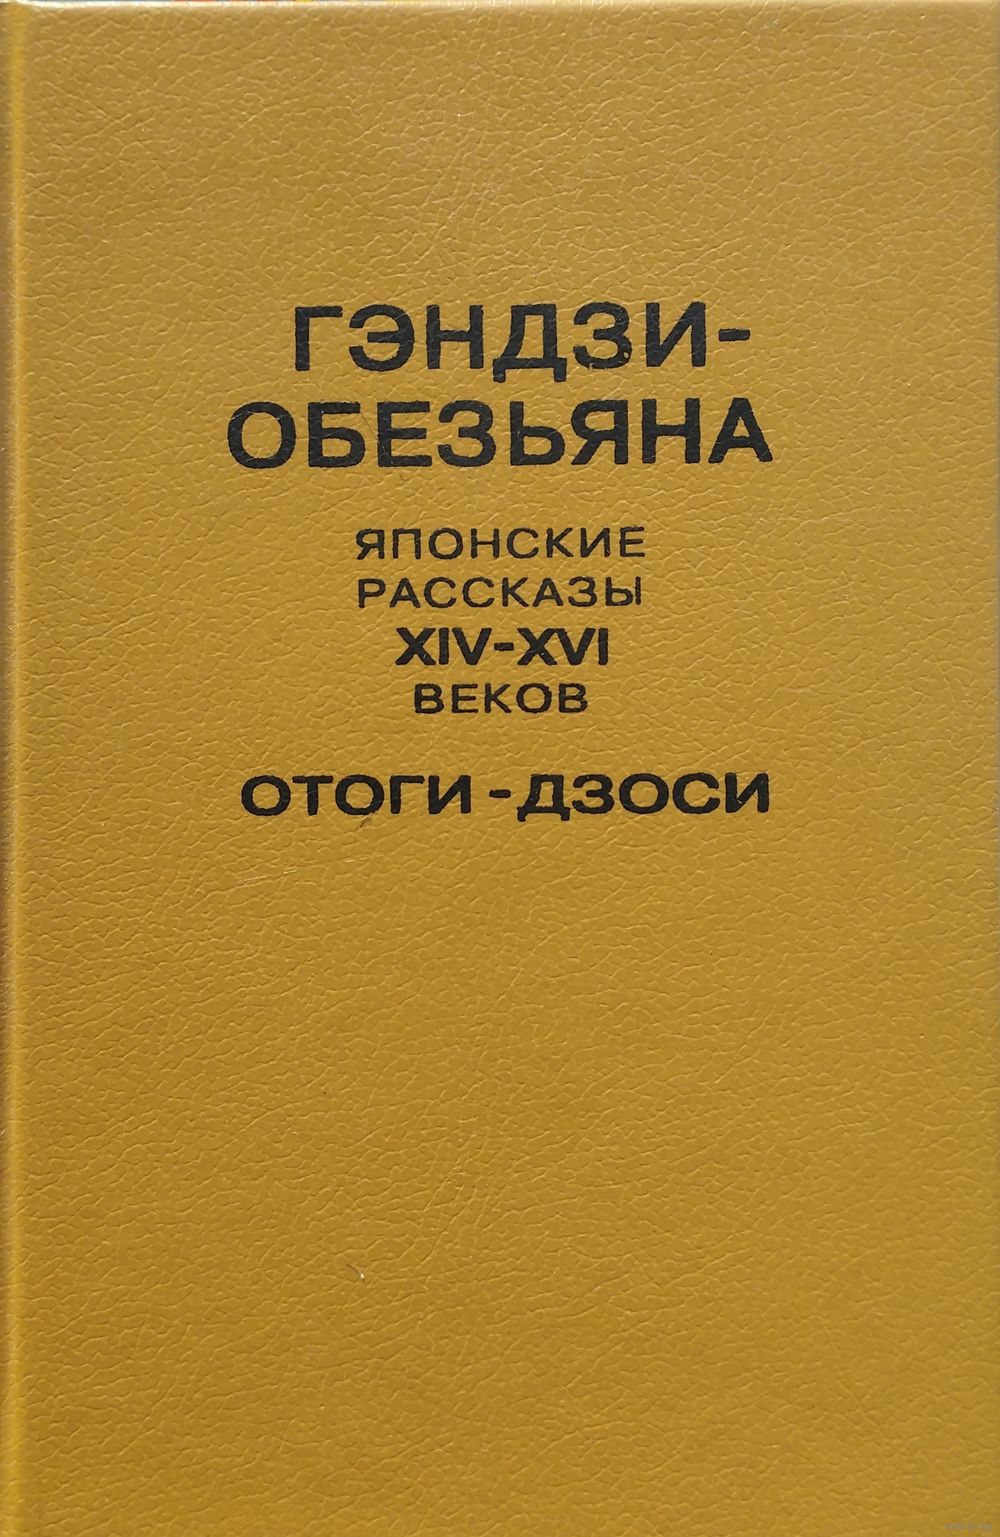 ГЭНДЗИ-
ОБЕЗЬЯНА
ЯПОНСКИЕ
РАССКАЗЫ
XIV-XVI
ВЕКОВ
ОТОГИ-ДЗОСИ